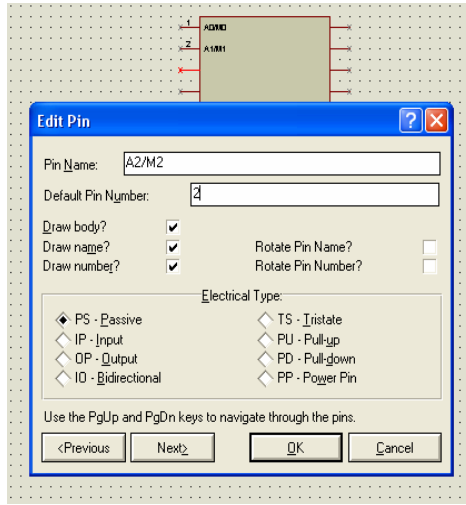 1 A0/M0
2 A1/M1
Edit Pin
Pin Name: A2/M2
Default Pin Number: 2
Draw body?
Draw name? Rotate Pin Name?
Draw number? Rotate Pin Number?
Electrical Type:
PS - Passive TS - Tristate
IP - Input PU - Pull-up
OP - Output PD - Pull-down
IO - Bidirectional PP - Power Pin
Use the PgUp and PgDn keys to navigate through the pins.
<Previous Next> OK Cancel